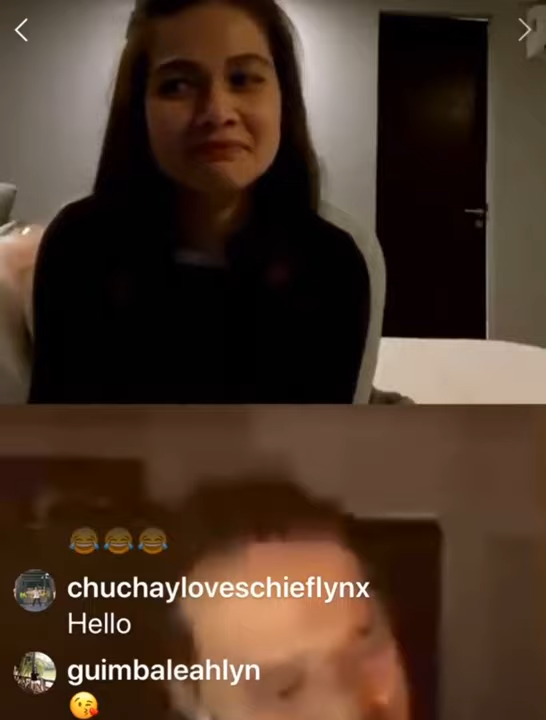 😂😂😂
chuchayloveschieflynx
Hello
guimbaleahlyn
😘